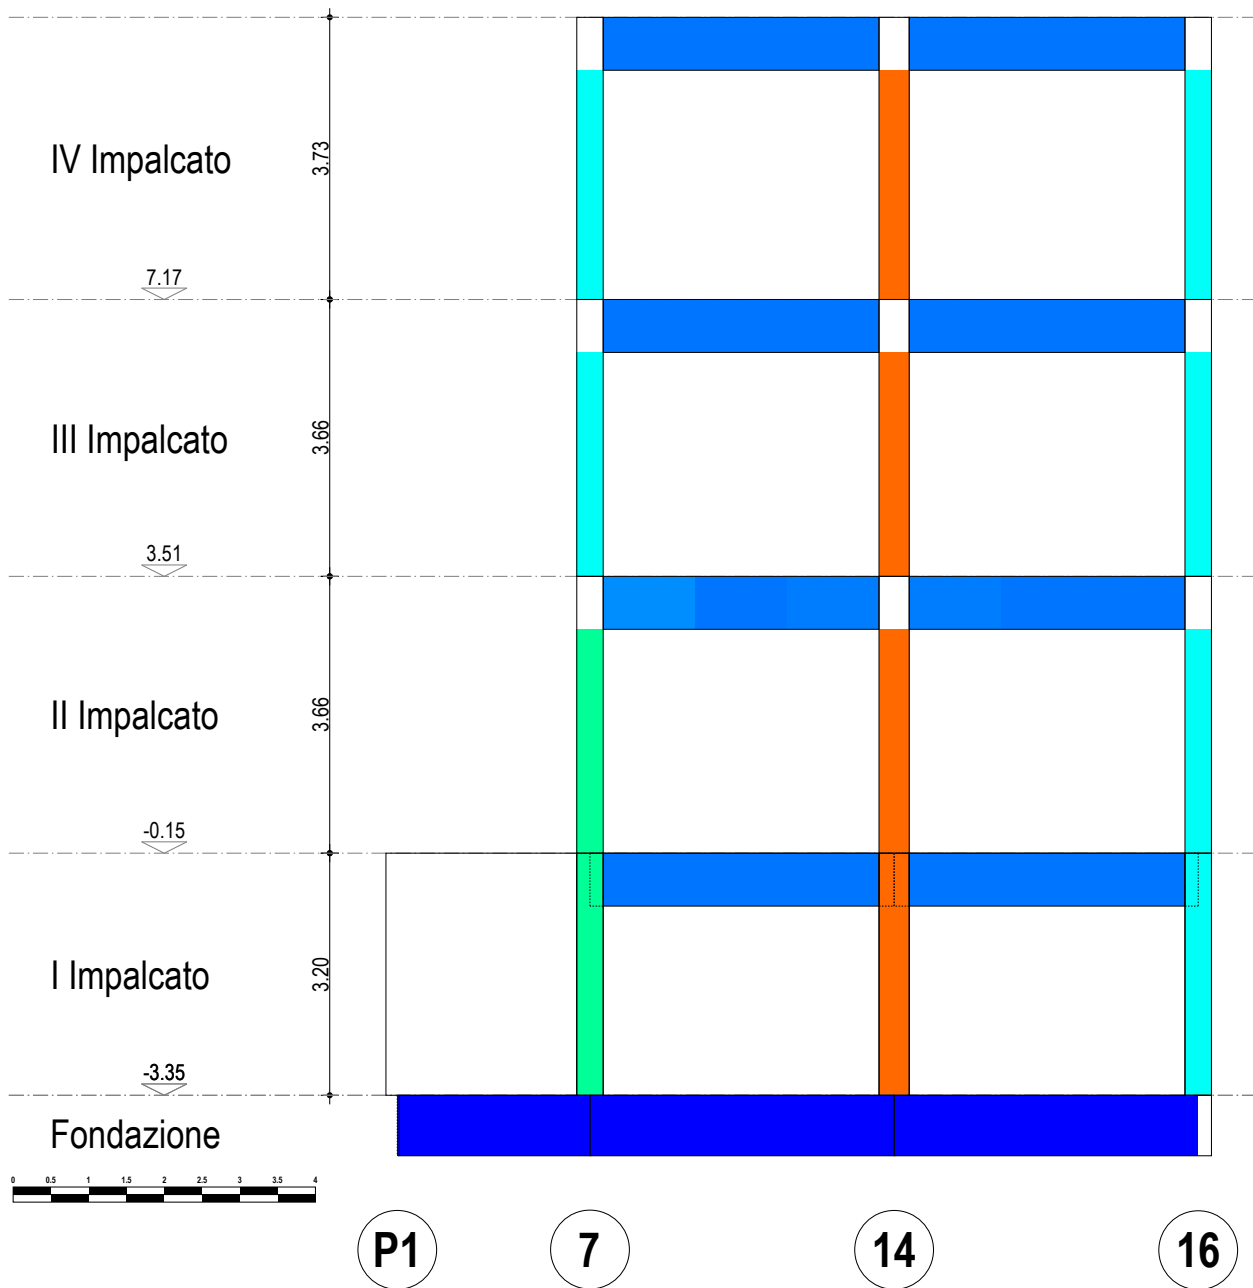 IV Impalcato
3.73
7.17
III Impalcato
3.66
3.51
II Impalcato
3.66
-0.15
I Impalcato
3.20
-3.35
Fondazione
0 0.5 1 1.5 2 2.5 3 3.5 4
P1 7 14 16